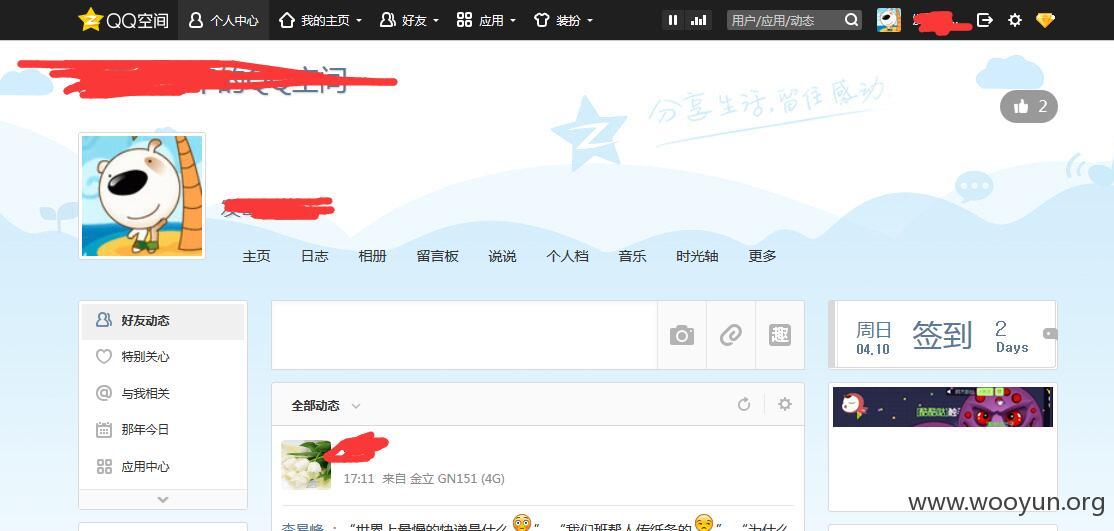 QQ空间 个人中心 我的主页 好友 应用 装扮 用户/应用/动态
的QQ空间
分享生活,留住感动
2
主页 日志 相册 留言板 说说 个人档 音乐 时光轴 更多
好友动态
特别关心
与我相关
那年今日
应用中心
趣
周日 签到 2
04.10 Days
全部动态
17:11 来自 金立 GN151 (4G)
李易峰 : “世界上最慢的快递是什么 ”、“我们班帮人传纸条的 ”、“为什么
www.wooyun.org